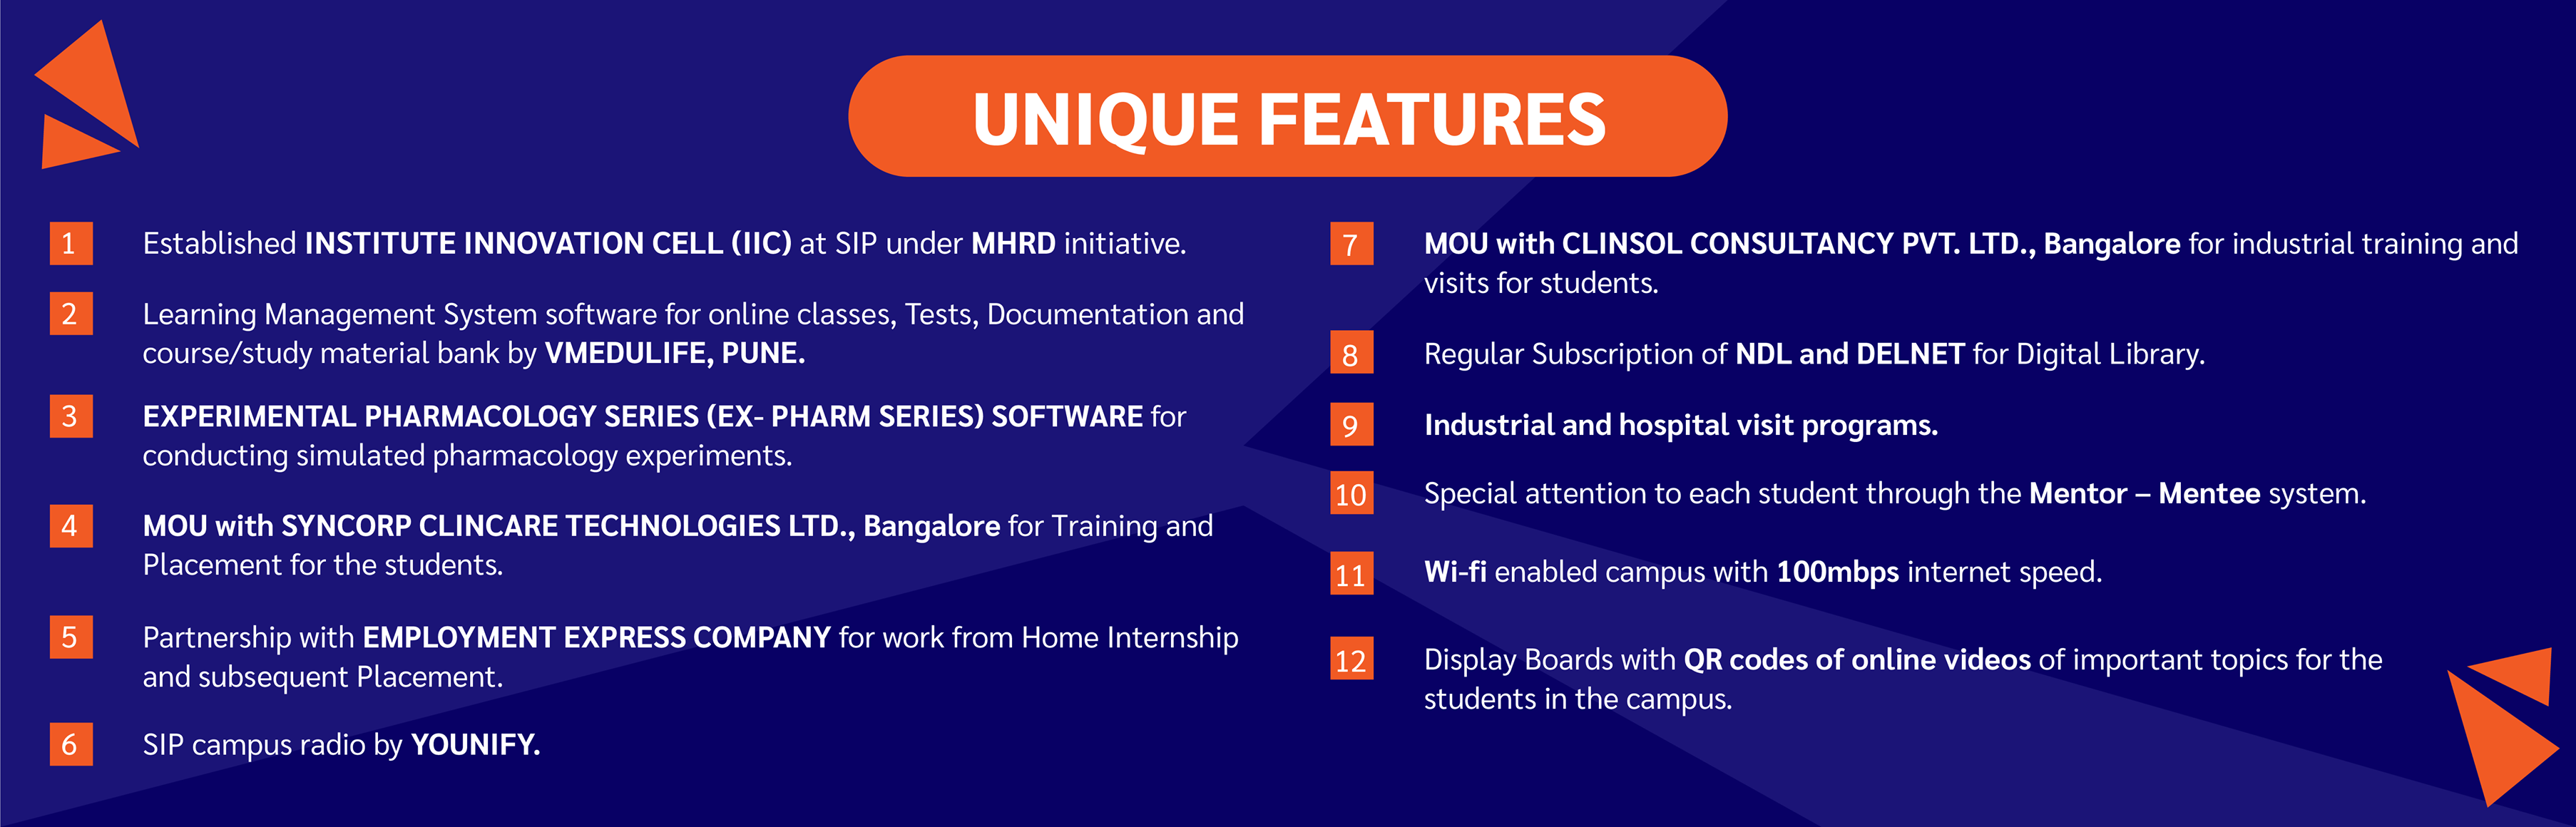 UNIQUE FEATURES
1 Established INSTITUTE INNOVATION CELL (IIC) at SIP under MHRD initiative.
2 Learning Management System software for online classes, Tests, Documentation and
course/study material bank by VMEDULIFE, PUNE.
3 EXPERIMENTAL PHARMACOLOGY SERIES (EX- PHARM SERIES) SOFTWARE for
conducting simulated pharmacology experiments.
4 MOU with SYNCORP CLINCARE TECHNOLOGIES LTD., Bangalore for Training and
Placement for the students.
5 Partnership with EMPLOYMENT EXPRESS COMPANY for work from Home Internship
and subsequent Placement.
6 SIP campus radio by YOUNIFY.
7 MOU with CLINSOL CONSULTANCY PVT. LTD., Bangalore for industrial training and
visits for students.
8 Regular Subscription of NDL and DELNET for Digital Library.
9 Industrial and hospital visit programs.
10 Special attention to each student through the Mentor – Mentee system.
11 Wi-fi enabled campus with 100mbps internet speed.
12 Display Boards with QR codes of online videos of important topics for the
students in the campus.